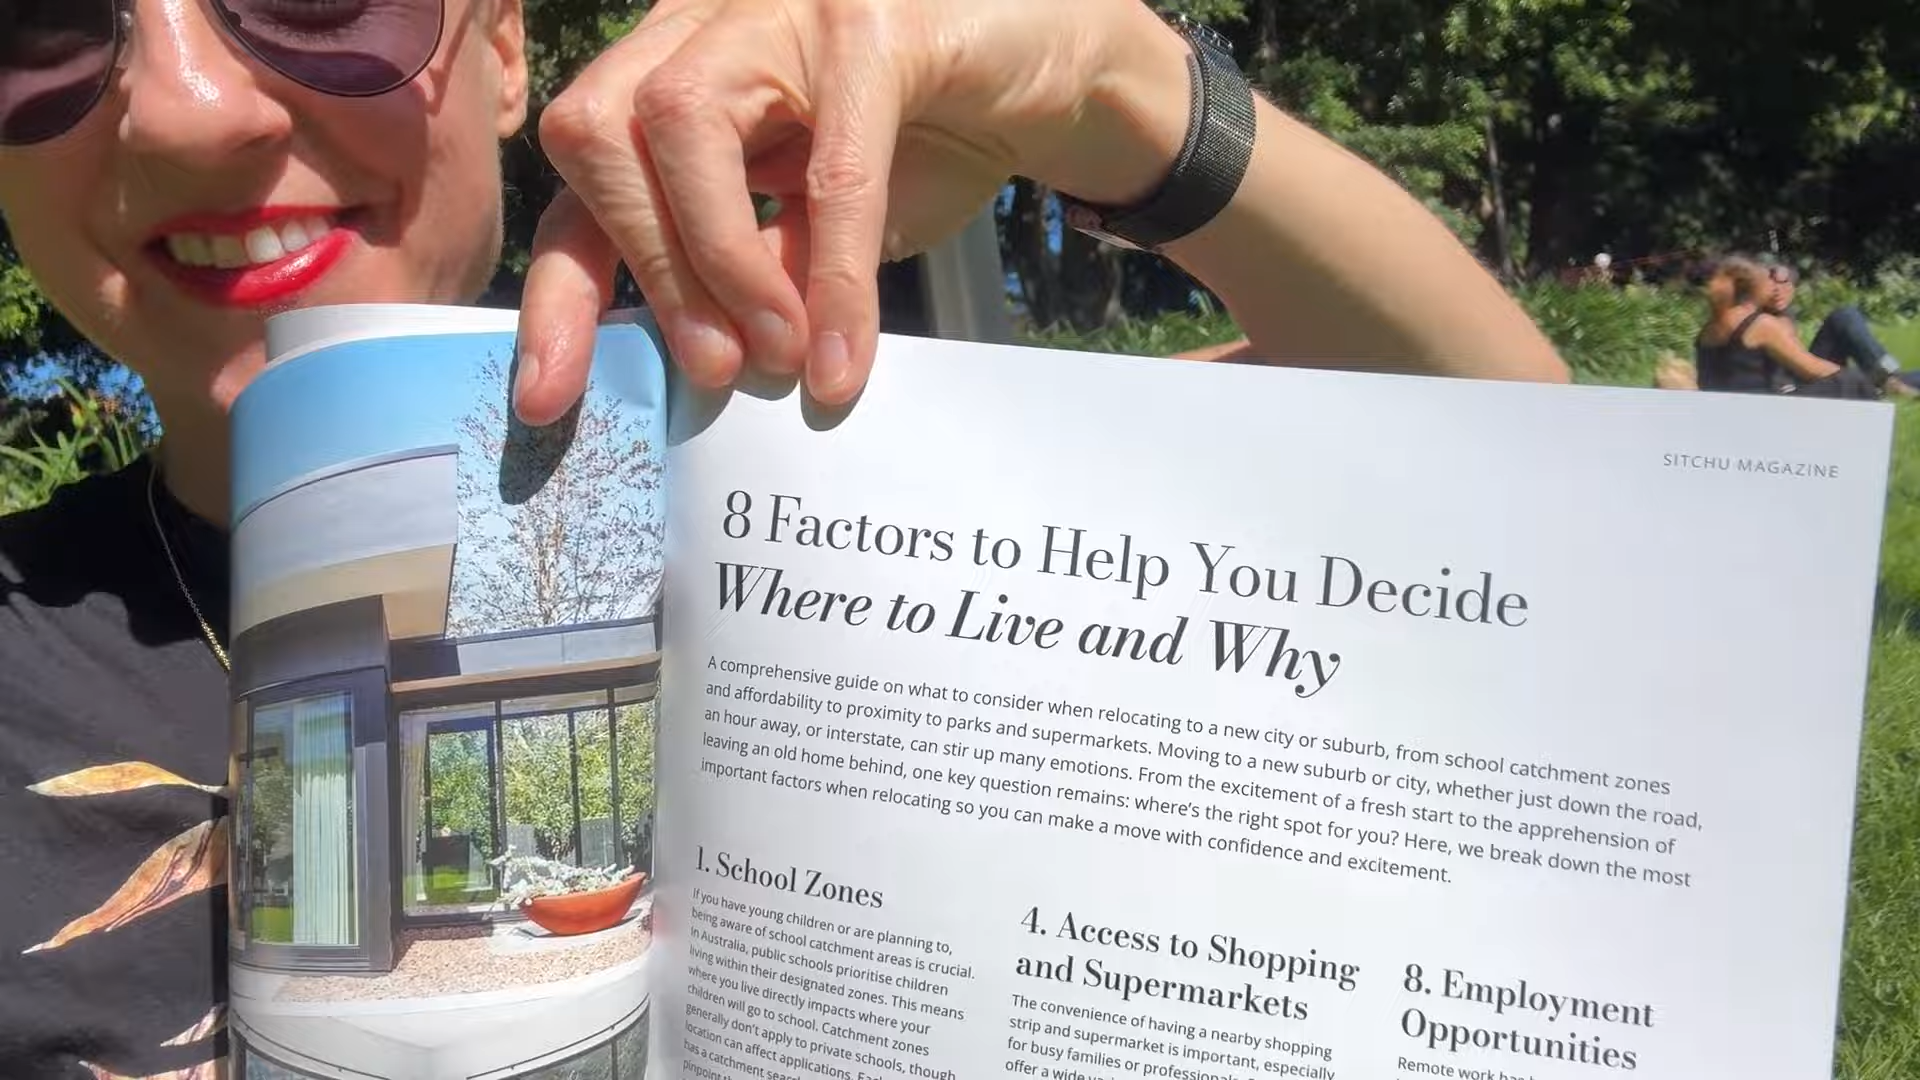 SITCHU MAGAZINE
8 Factors to Help You Decide
Where to Live and Why
A comprehensive guide on what to consider when relocating to a new city or suburb, from school catchment zones
and affordability to proximity to parks and supermarkets. Moving to a new suburb or city, whether just down the road,
an hour away, or interstate, can stir up many emotions. From the excitement of a fresh start to the apprehension of
leaving an old home behind, one key question remains: where's the right spot for you? Here, we break down the most
important factors when relocating so you can make a move with confidence and excitement.
1. School Zones
If you have young children or are planning to,
being aware of school catchment areas is crucial.
In Australia, public schools prioritise children
living within their designated zones. This means
where you live directly impacts where your
children will go to school. Catchment zones
generally don't apply to private schools, though
location can affect applications.
has a catchment
pinpoint
4. Access to Shopping
and Supermarkets
The convenience of having a nearby shopping
strip and supermarket is important, especially
for busy families or professionals.
offer a wide
8. Employment
Opportunities
Remote work